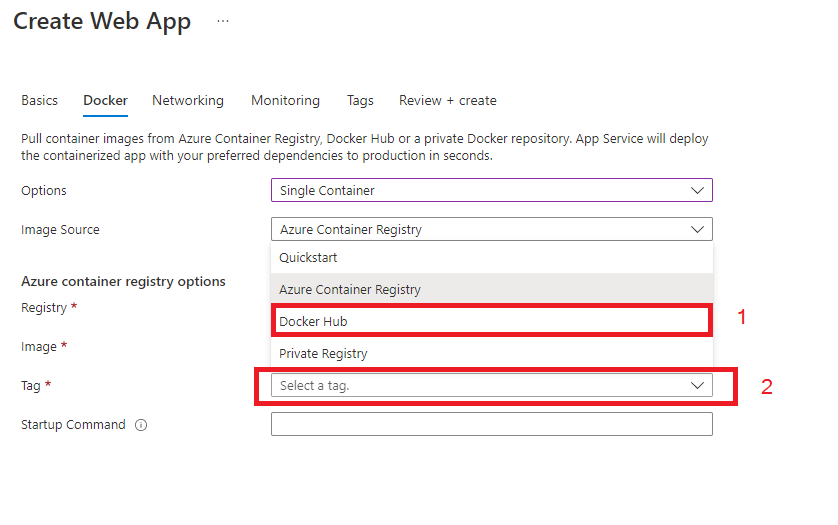 Create Web App ...
Basics Docker Networking Monitoring Tags Review + create
Pull container images from Azure Container Registry, Docker Hub or a private Docker repository. App Service will deploy
the containerized app with your preferred dependencies to production in seconds.
Options Single Container
Image Source Azure Container Registry
Quickstart
Azure container registry options
Azure Container Registry
Registry *
Docker Hub 1
Image *
Private Registry
Tag * Select a tag. 2
Startup Command